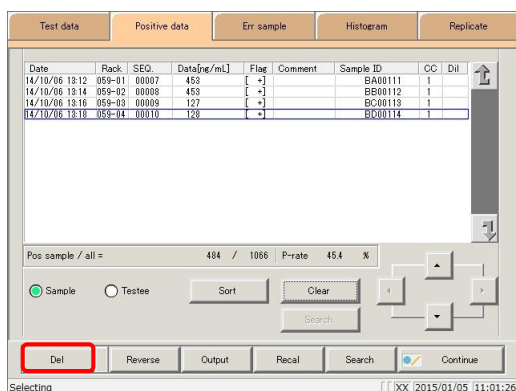 Test data Positive data Err sample Histogram Replicate
Date Rack SEQ. Data[ng/mL] Flag Comment Sample ID CC Dil
14/10/06 13:12 059-01 00007 453 [ +] BA00111 1
14/10/06 13:14 059-02 00008 453 [ +] BB00112 1
14/10/06 13:16 059-03 00009 127 [ +] BC00113 1
14/10/06 13:18 059-04 00010 128 [ +] BD00114 1
Pos sample / all = 484 / 1066 P-rate 45.4 %
Sample Testee Sort Clear
Search
Del Reverse Output Recal Search Continue
Selecting [ [ XX 2015/01/05 11:01:26